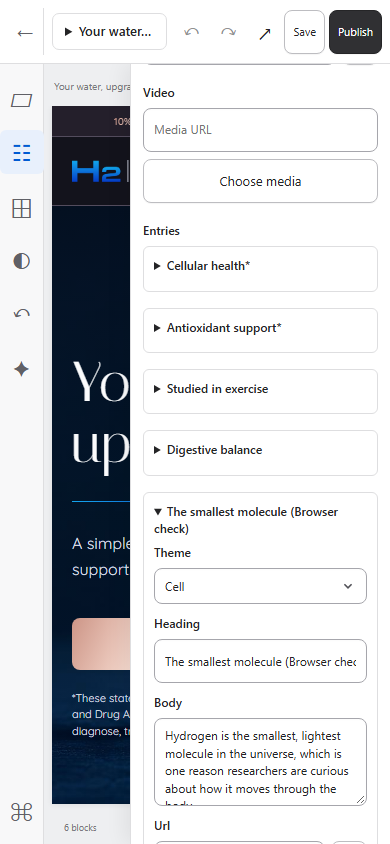 Your water...
Save
Publish
Your water, upgra
10%
H2
Video
Media URL
Choose media
Entries
Cellular health*
Antioxidant support*
Studied in exercise
Digestive balance
Yo
up
A simple
support
*These state
and Drug A
diagnose, tr
The smallest molecule (Browser
check)
Theme
Cell
Heading
The smallest molecule (Browser chec
Body
Hydrogen is the smallest, lightest
molecule in the universe, which is
one reason researchers are curious
about how it moves through the
body
Url
6 blocks